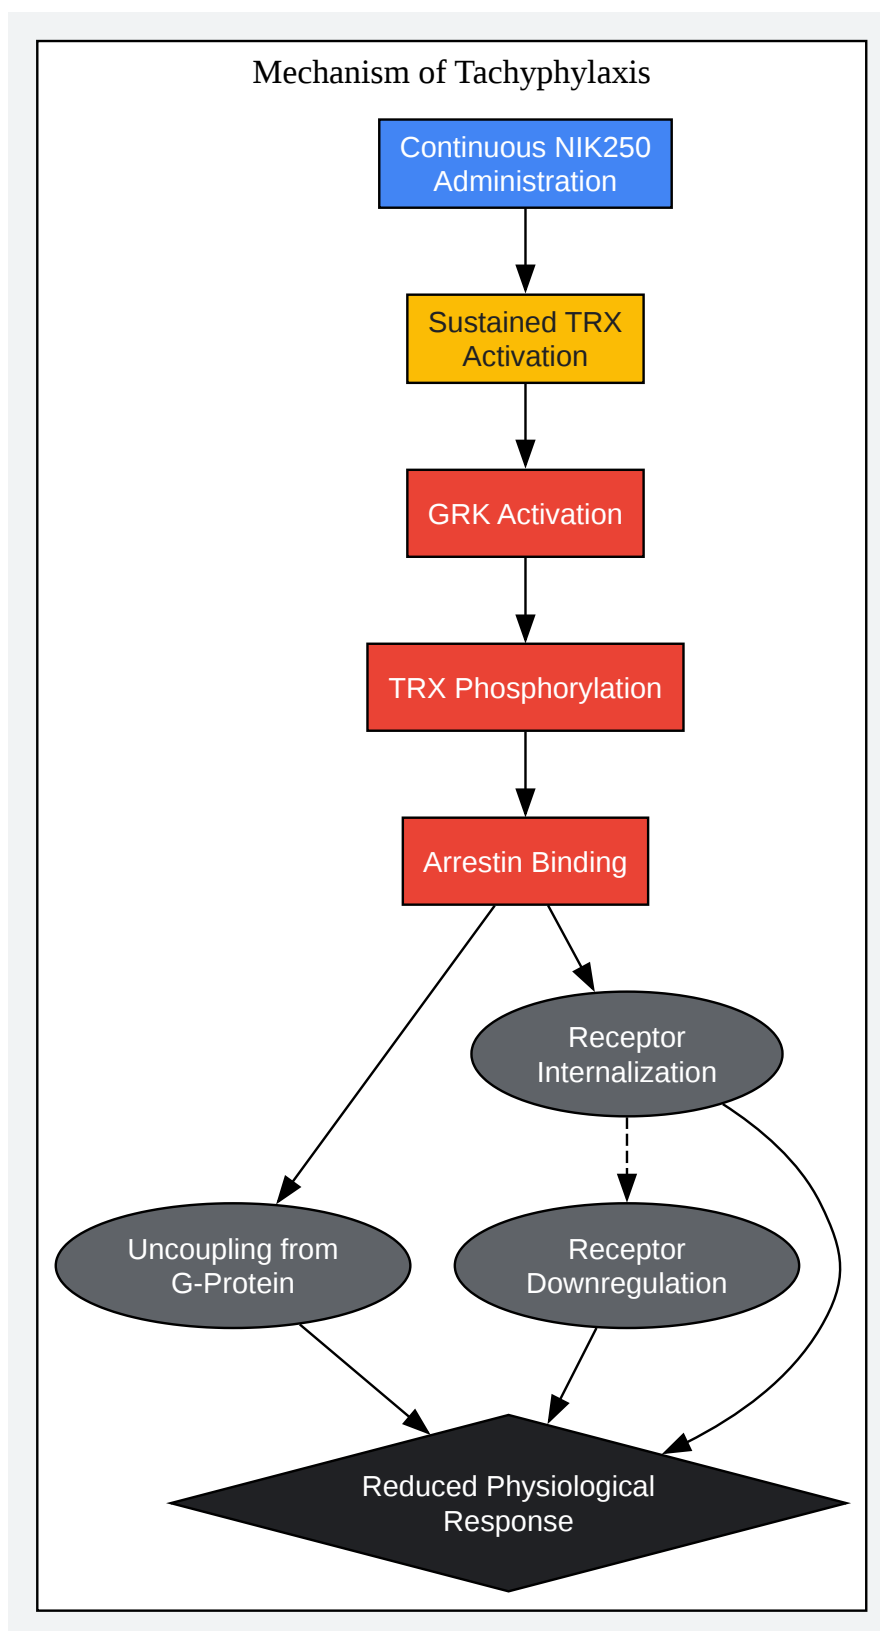 Mechanism of Tachyphylaxis
Continuous NIK250
Administration
Sustained TRX
Activation
GRK Activation
TRX Phosphorylation
Arrestin Binding
Receptor
Internalization
Uncoupling from
G-Protein
Receptor
Downregulation
Reduced Physiological
Response